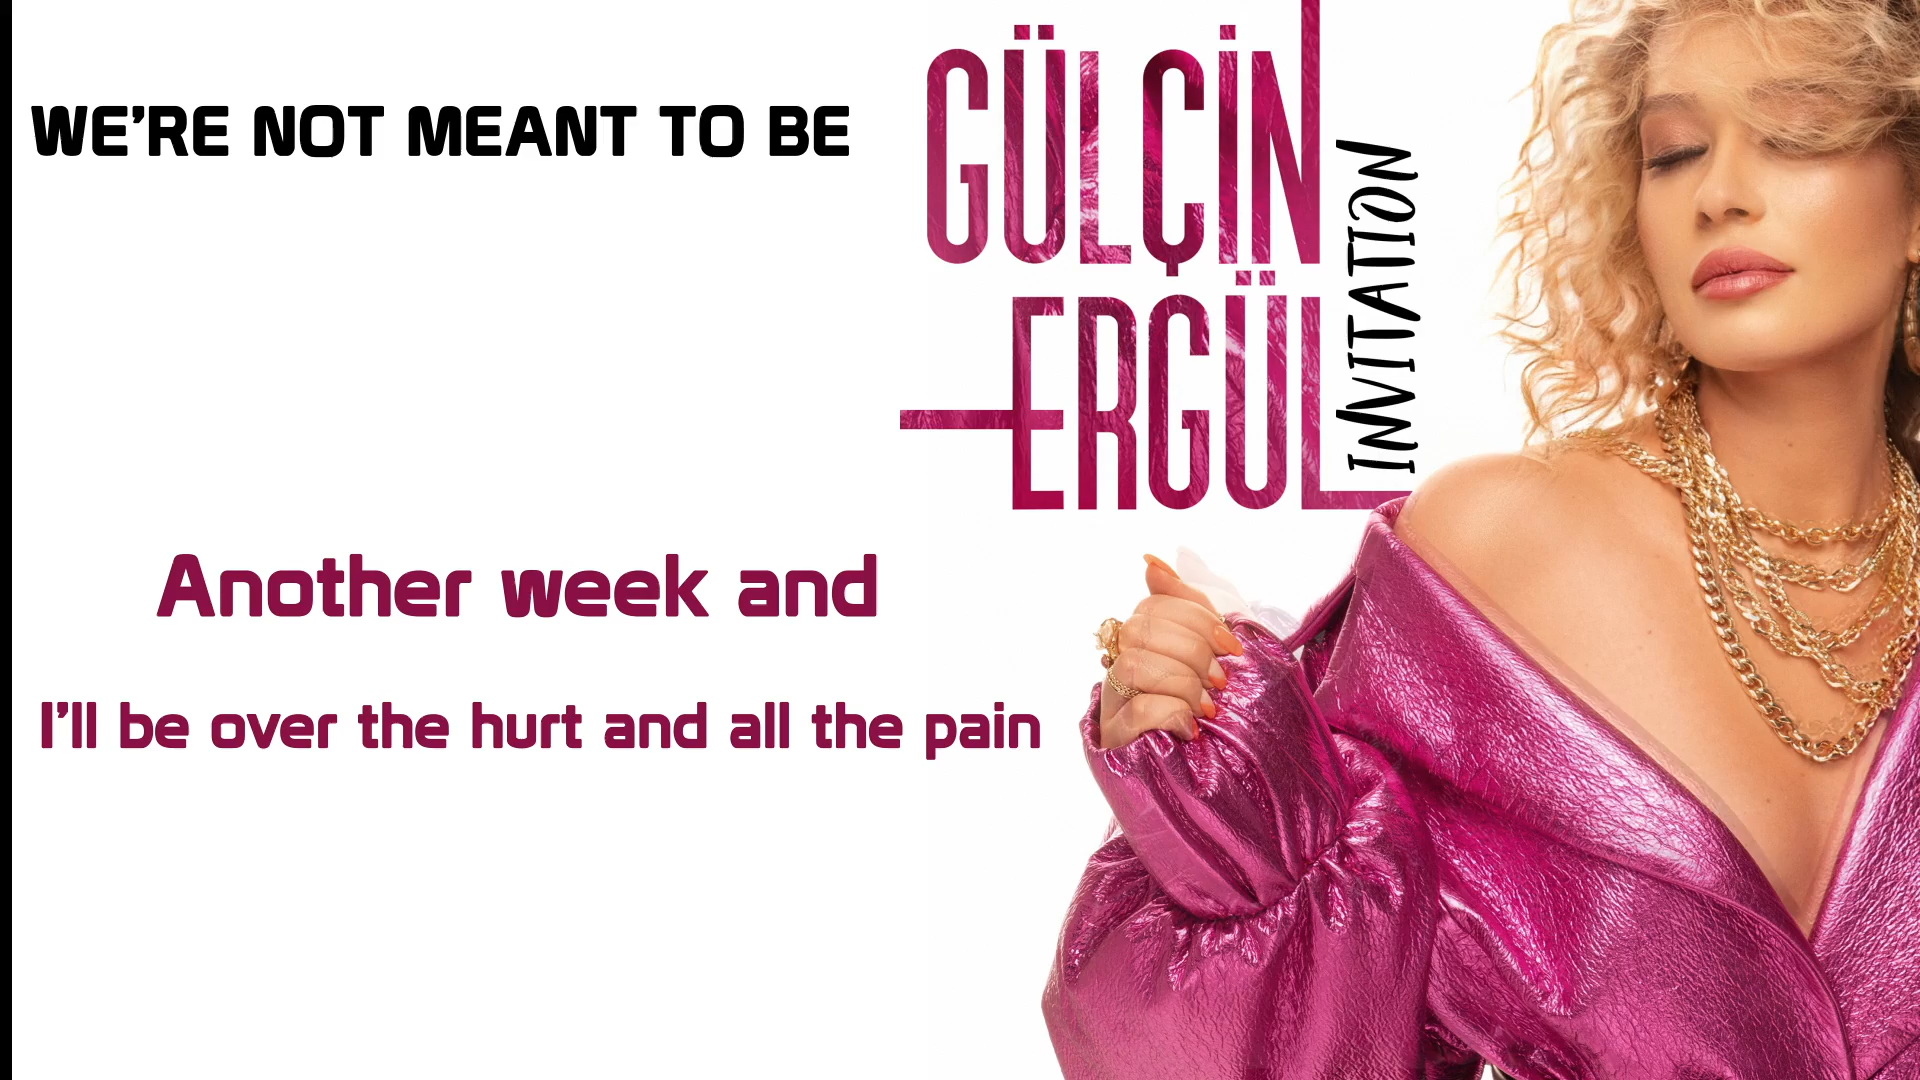 WE'RE NOT MEANT TO BE
GÜLÇİN
ERGÜL
INVITATION
Another week and
I'll be over the hurt and all the pain